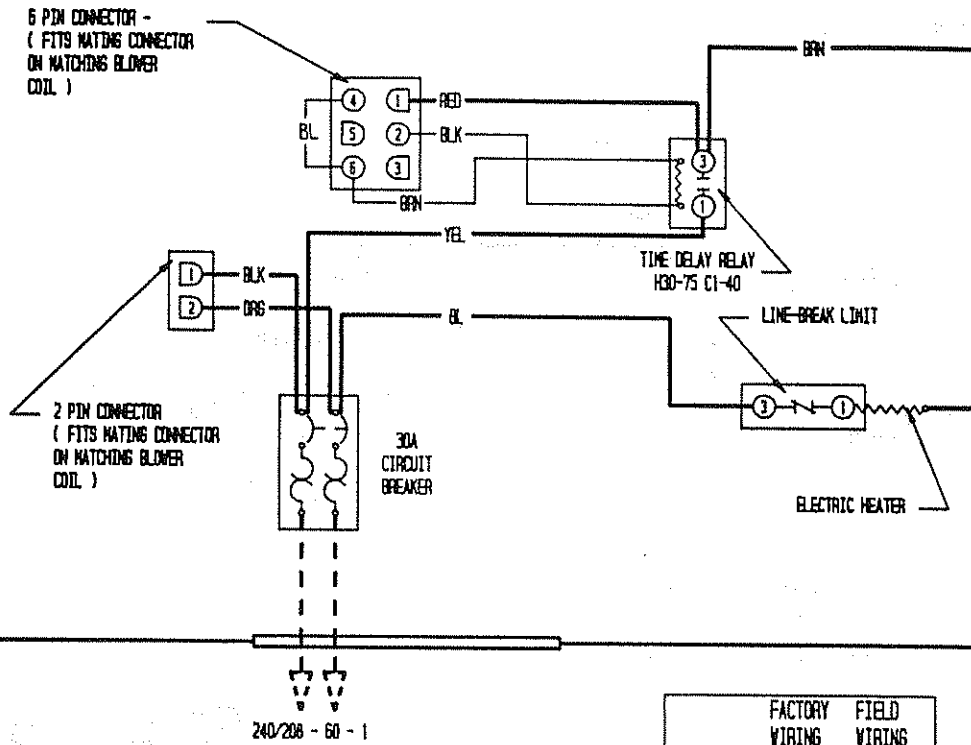 6 PIN CONNECTOR -
( FITS MATING CONNECTOR
ON MATCHING BLOWER
COIL )
BRN
4
1
RED
BL
5
2
BLK
6
3
BRN
3
1
YEL
TIME DELAY RELAY
H30-75 C1-40
1
BLK
2
ORG
BL
LINE-BREAK LIMIT
3
1
2 PIN CONNECTOR
( FITS MATING CONNECTOR
ON MATCHING BLOWER
COIL )
30A
CIRCUIT
BREAKER
ELECTRIC HEATER
240/208 - 60 - 1
FACTORY FIELD
WIRING WIRING